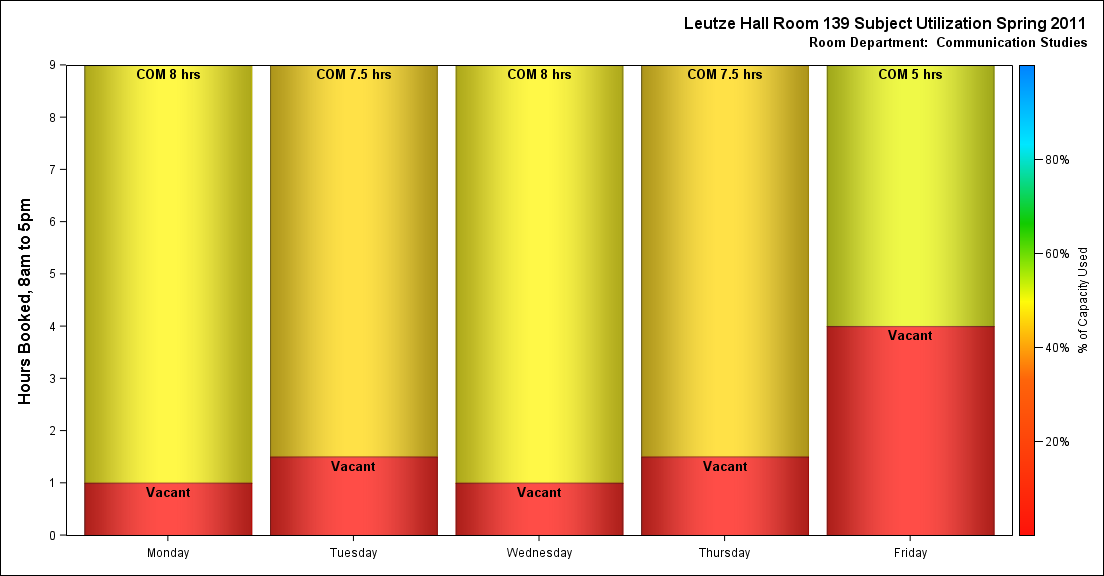 Leutze Hall Room 139 Subject Utilization Spring 2011
Room Department:  Communication Studies
Hours Booked, 8am to 5pm
9
8
7
6
5
4
3
2
1
0
COM 8 hrs
COM 7.5 hrs
COM 8 hrs
COM 7.5 hrs
COM 5 hrs
Vacant
Vacant
Vacant
Vacant
Vacant
Monday
Tuesday
Wednesday
Thursday
Friday
80%
60%
40%
20%
% of Capacity Used